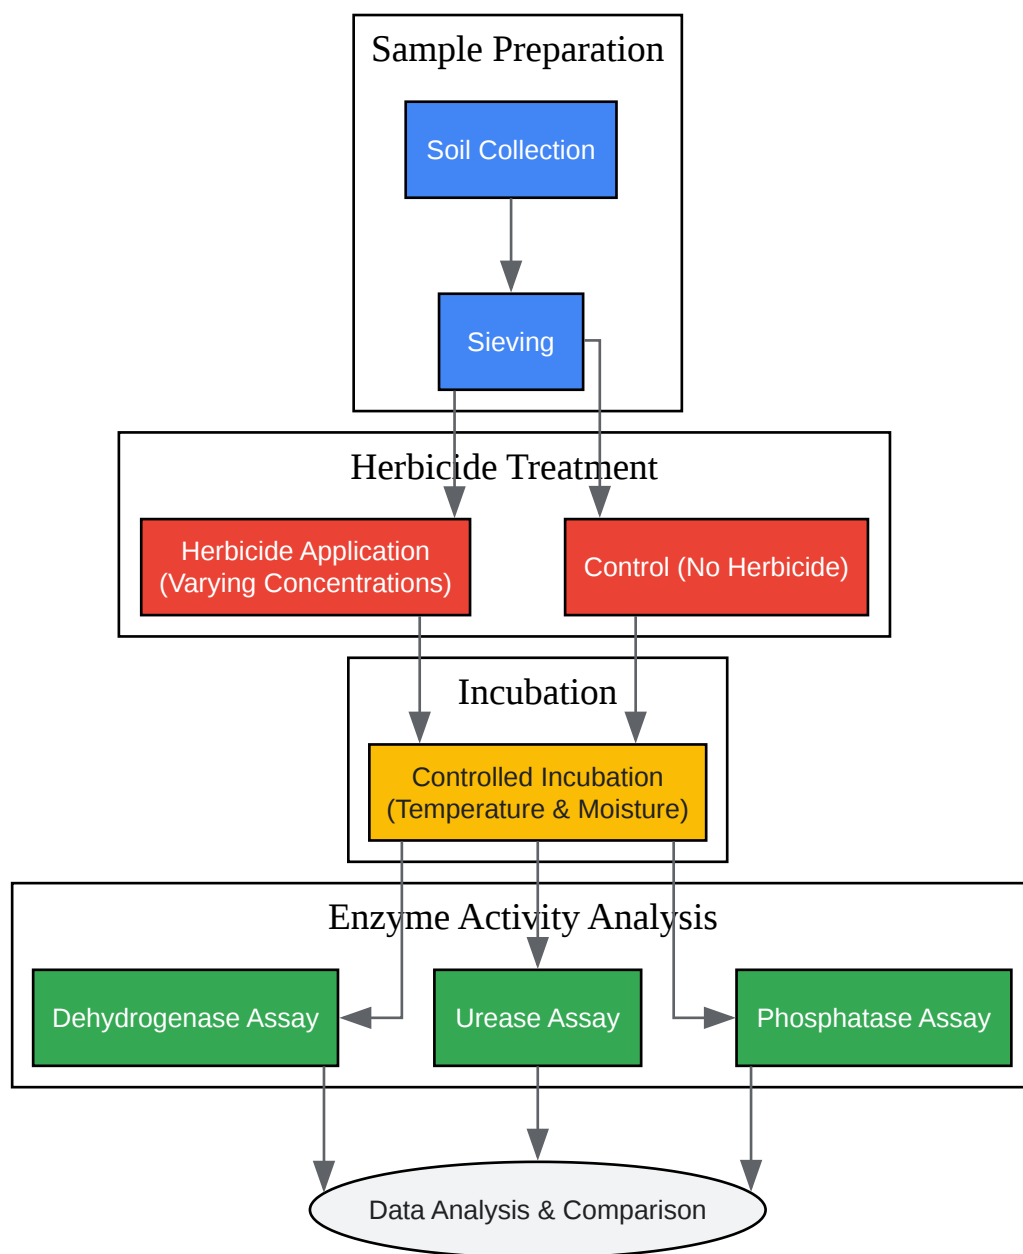 Sample Preparation
Soil Collection
Sieving
Herbicide Treatment
Herbicide Application
(Varying Concentrations)
Control (No Herbicide)
Incubation
Controlled Incubation
(Temperature & Moisture)
Enzyme Activity Analysis
Dehydrogenase Assay
Urease Assay
Phosphatase Assay
Data Analysis & Comparison